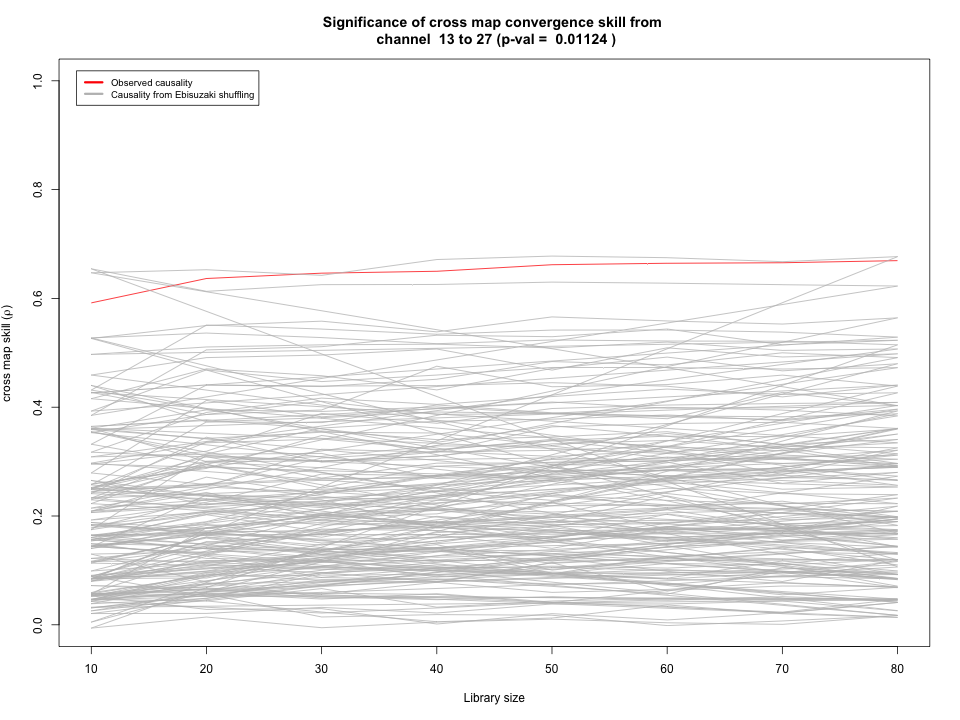 Significance of cross map convergence skill from
channel  13 to 27 (p-val =  0.01124 )
Observed causality
Causality from Ebisuzaki shuffling
cross map skill (ρ)
1.0
0.8
0.6
0.4
0.2
0.0
10 20 30 40 50 60 70 80
Library size